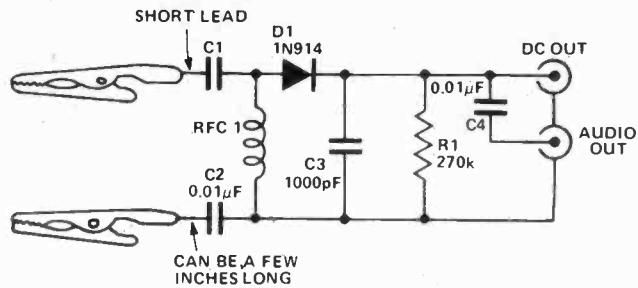 SHORT LEAD
C1
D1
1N914
DC OUT
0.01µF
C4
AUDIO
OUT
RFC 1
C3
1000pF
R1
270k
C2
0.01µF
CAN BE A FEW
INCHES LONG